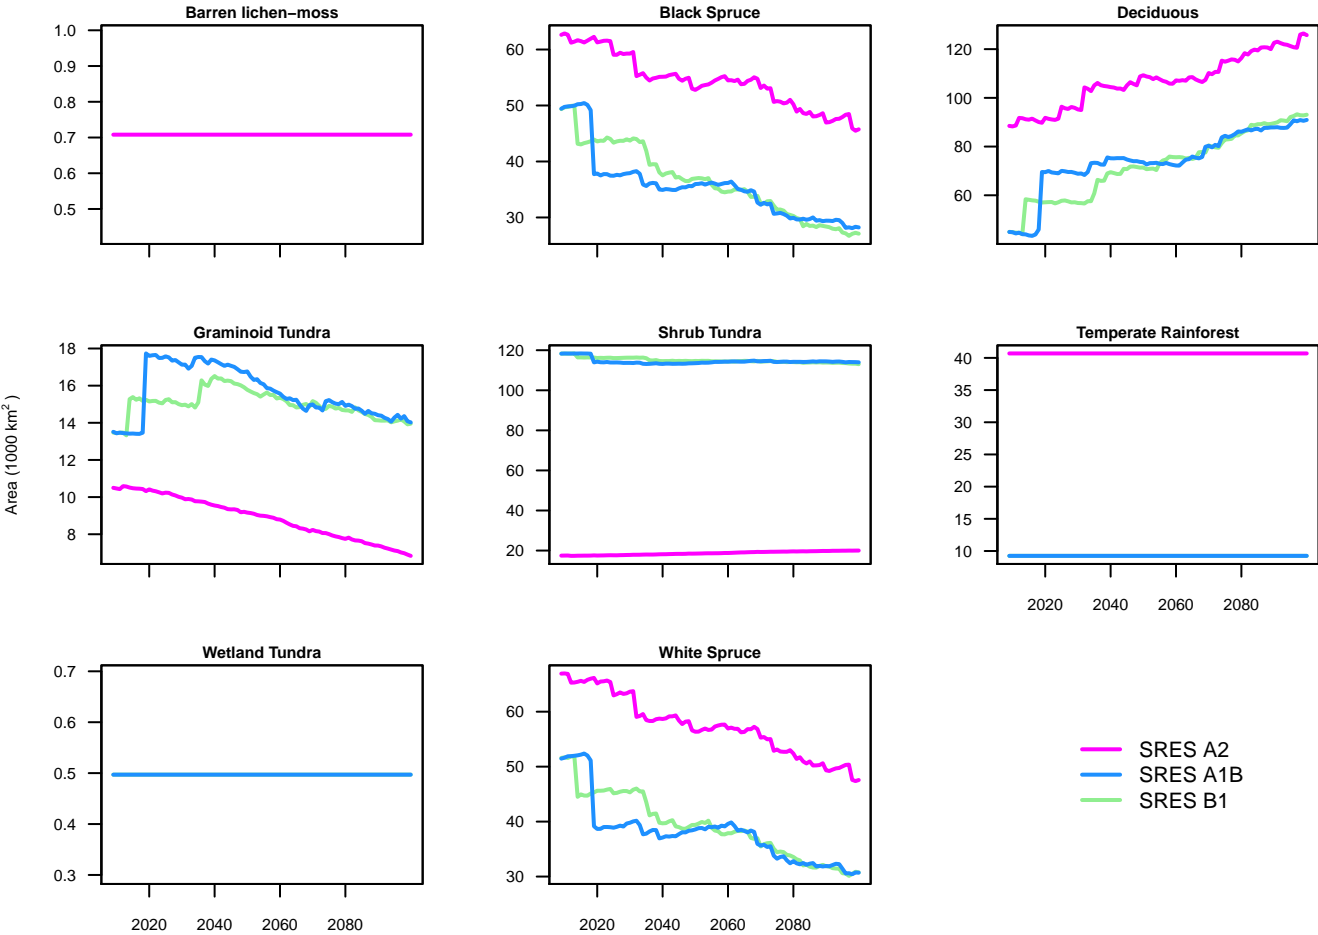 Barren lichen−moss
1.0
0.9
0.8
0.7
0.6
0.5
Black Spruce
60
50
40
30
2020 2040 2060 2080
Deciduous
120
100
80
60
Graminoid Tundra
18
16
14
12
10
8
Shrub Tundra
120
100
80
60
40
20
Temperate Rainforest
40
35
30
25
20
15
10
2020 2040 2060 2080
Area (1000 km² )
Wetland Tundra
0.7
0.6
0.5
0.4
0.3
2020 2040 2060 2080
White Spruce
60
50
40
30
SRES A2
SRES A1B
SRES B1